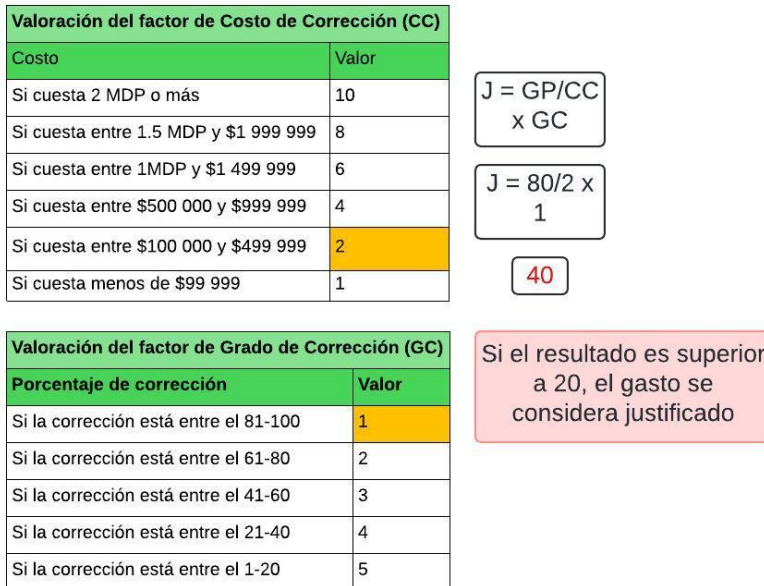 Valoración del factor de Costo de Corrección (CC)
Costo Valor
Si cuesta 2 MDP o más 10
Si cuesta entre 1.5 MDP y $1 999 999 8
Si cuesta entre 1MDP y $1 499 999 6
Si cuesta entre $500 000 y $999 999 4
Si cuesta entre $100 000 y $499 999 2
Si cuesta menos de $99 999 1
J = GP/CC
x GC
J = 80/2 x
1
40
Valoración del factor de Grado de Corrección (GC)
Porcentaje de corrección Valor
Si la corrección está entre el 81-100 1
Si la corrección está entre el 61-80 2
Si la corrección está entre el 41-60 3
Si la corrección está entre el 21-40 4
Si la corrección está entre el 1-20 5
Si el resultado es superior
a 20, el gasto se
considera justificado